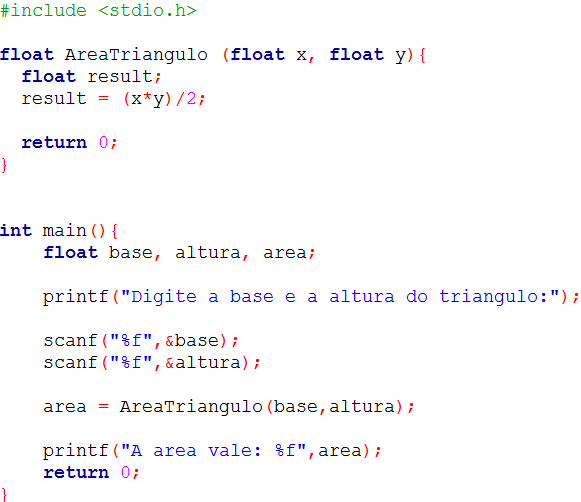 #include <stdio.h>
float AreaTriangulo (float x, float y){
float result;
result = (x*y)/2;
return 0;
}
int main(){
float base, altura, area;
printf("Digite a base e a altura do triangulo:");
scanf("%f",&base);
scanf("%f",&altura);
area = AreaTriangulo(base,altura);
printf("A area vale: %f",area);
return 0;
}